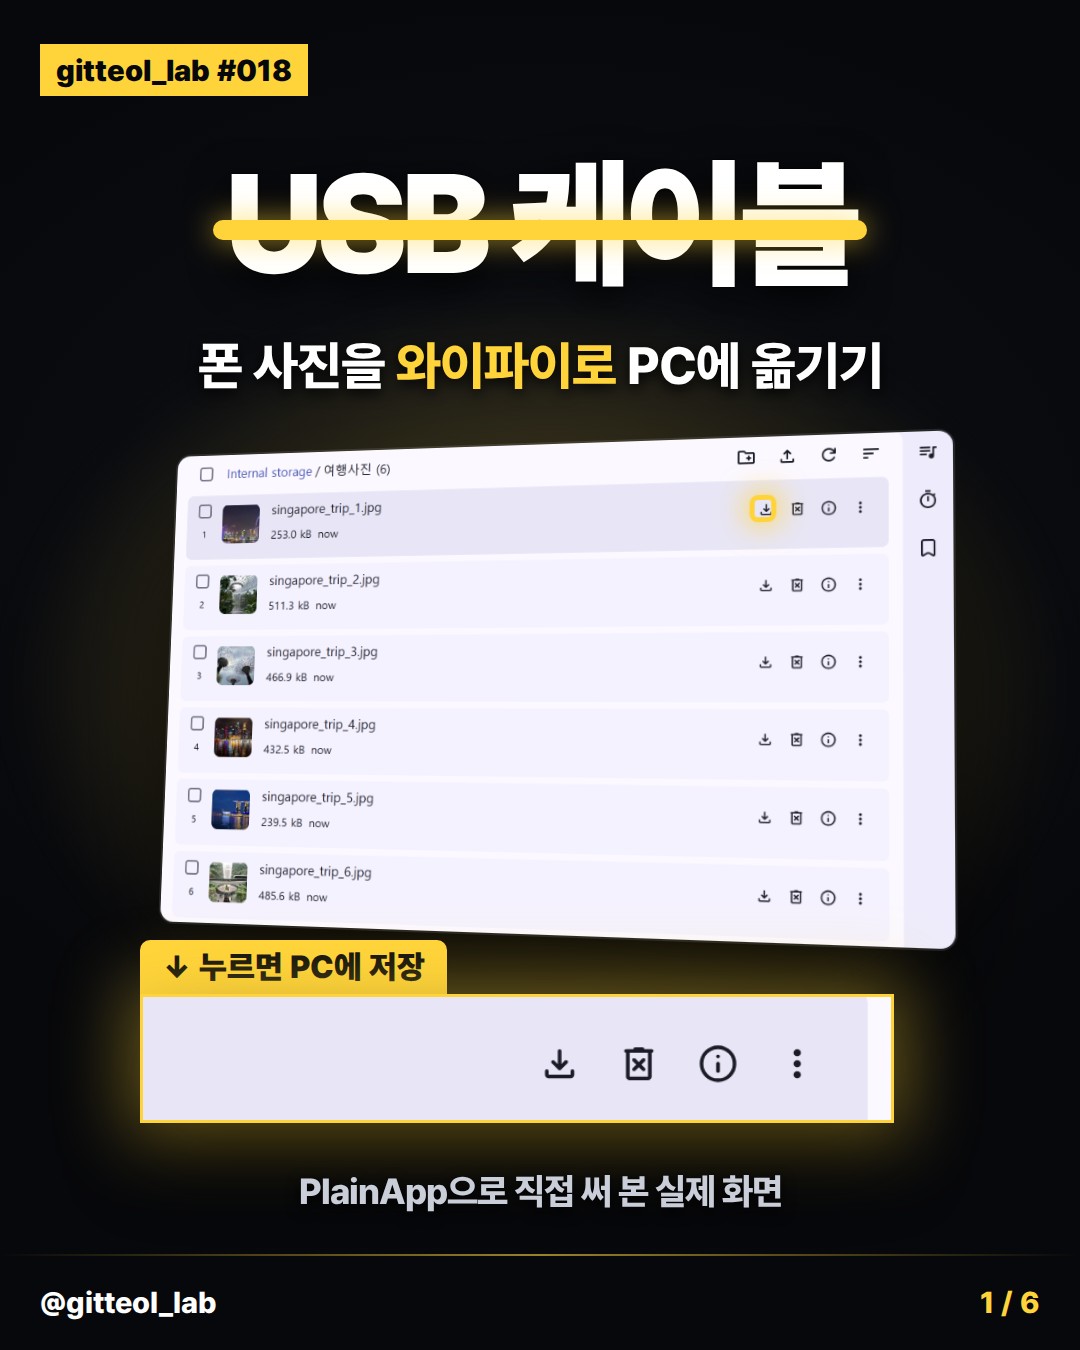 gitteol_lab #018
USB 케이블
폰 사진을 와이파이로 PC에 옮기기
Internal storage / 여행사진 (6)
singapore_trip_1.jpg
1
253.0 kB now
singapore_trip_2.jpg
2
511.3 kB now
singapore_trip_3.jpg
3
466.9 kB now
singapore_trip_4.jpg
4
432.5 kB now
singapore_trip_5.jpg
5
239.5 kB now
singapore_trip_6.jpg
6
485.6 kB now
↓ 누르면 PC에 저장
PlainApp으로 직접 써 본 실제 화면
@gitteol_lab
1 / 6